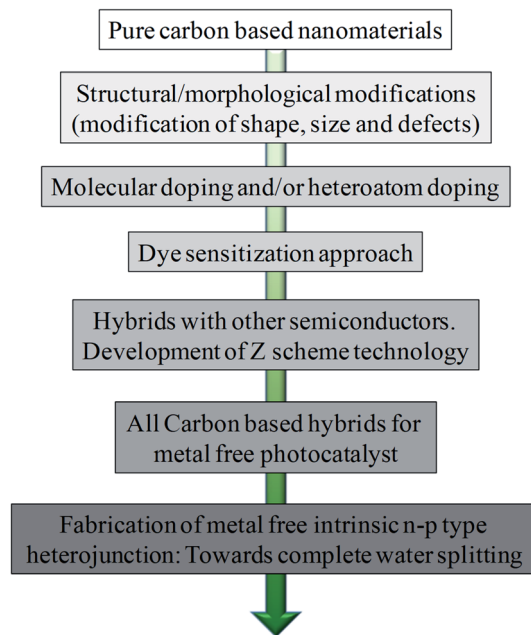 Pure carbon based nanomaterials
Structural/morphological modifications
(modification of shape, size and defects)
Molecular doping and/or heteroatom doping
Dye sensitization approach
Hybrids with other semiconductors.
Development of Z scheme technology
All Carbon based hybrids for
metal free photocatalyst
Fabrication of metal free intrinsic n-p type
heterojunction: Towards complete water splitting